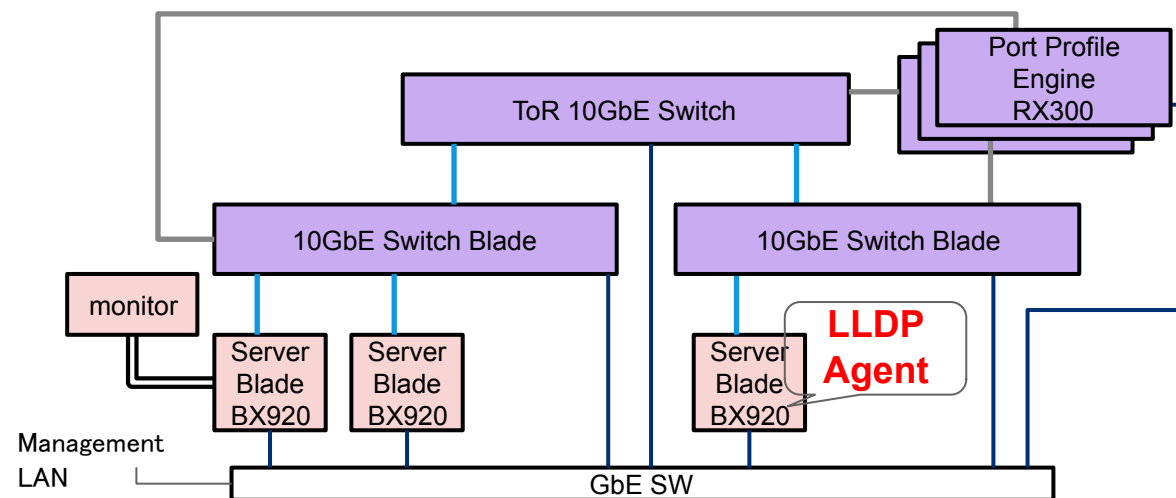 Port Profile
Engine
RX300
ToR 10GbE Switch
10GbE Switch Blade
10GbE Switch Blade
monitor
Server
Blade
BX920
Server
Blade
BX920
Server
Blade
BX920
LLDP
Agent
Management
LAN
GbE SW